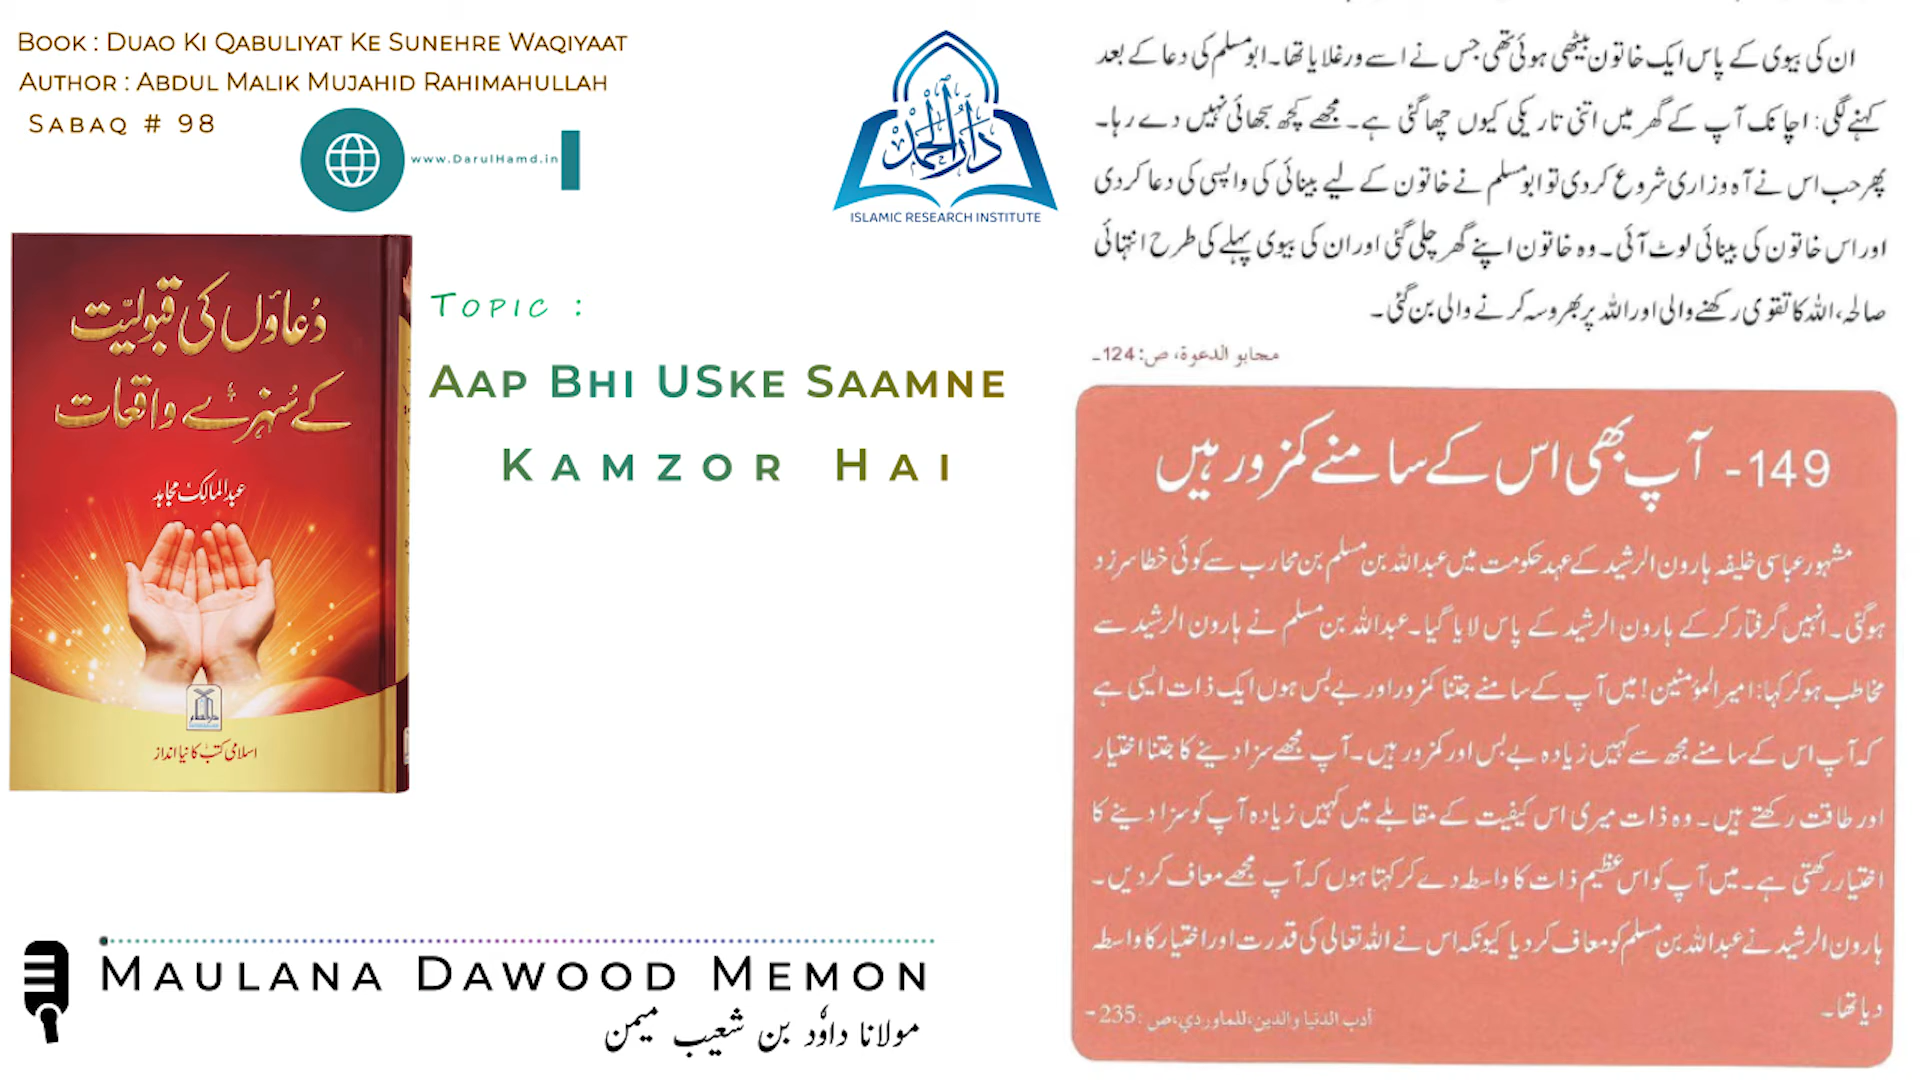 Book : Duao Ki Qabuliyat Ke Sunehre Waqiyaat
Author : Abdul Malik Mujahid Rahimahullah
Sabaq # 98
www.DarulHamd.in
دار الحمد
ISLAMIC RESEARCH INSTITUTE
دُعاؤں کی قبولیّت
کے سُنہرے واقعات
عبدالمالک مجاہد
اسلامی کتب کا نیا انداز
Topic :
Aap Bhi USke Saamne
Kamzor Hai
Maulana Dawood Memon
مولانا داوٗد بن شعیب میمن
ان کی بیوی کے پاس ایک خاتون بیٹھی ہوئی تھی جس نے اسے ورغلایا تھا۔ ابومسلم کی دعا کے بعد
کہنے لگی: اچانک آپ کے گھر میں اتنی تاریکی کیوں چھا گئی ہے۔ مجھے کچھ سجھائی نہیں دے رہا۔
پھر جب اس نے آہ و زاری شروع کر دی تو ابومسلم نے خاتون کے لیے بینائی کی واپسی کی دعا کر دی
اور اس خاتون کی بینائی لوٹ آئی۔ وہ خاتون اپنے گھر چلی گئی اور ان کی بیوی پہلے کی طرح انتہائی
صالحہ، اللہ کا تقوی رکھنے والی اور اللہ پر بھروسہ کرنے والی بن گئی۔
مجابو الدعوة، ص: 124۔
149- آپ بھی اس کے سامنے کمزور ہیں
مشہور عباسی خلیفہ ہارون الرشید کے عہد حکومت میں عبداللہ بن مسلم بن محارب سے کوئی خطا سرزد
ہوگئی۔ انہیں گرفتار کر کے ہارون الرشید کے پاس لایا گیا۔ عبداللہ بن مسلم نے ہارون الرشید سے
مخاطب ہو کر کہا: امیر المؤمنین! میں آپ کے سامنے جتنا کمزور اور بے بس ہوں ایک ذات ایسی ہے
کہ آپ اس کے سامنے مجھ سے کہیں زیادہ بے بس اور کمزور ہیں۔ آپ مجھے سزا دینے کا جتنا اختیار
اور طاقت رکھتے ہیں۔ وہ ذات میری اس کیفیت کے مقابلے میں کہیں زیادہ آپ کو سزا دینے کا
اختیار رکھتی ہے۔ میں آپ کو اس عظیم ذات کا واسطہ دے کر کہتا ہوں کہ آپ مجھے معاف کر دیں۔
ہارون الرشید نے عبداللہ بن مسلم کو معاف کر دیا کیونکہ اس نے اللہ تعالی کی قدرت اور اختیار کا واسطہ
دیا تھا۔
أدب الدنيا والدين، للماوردي، ص: 235-